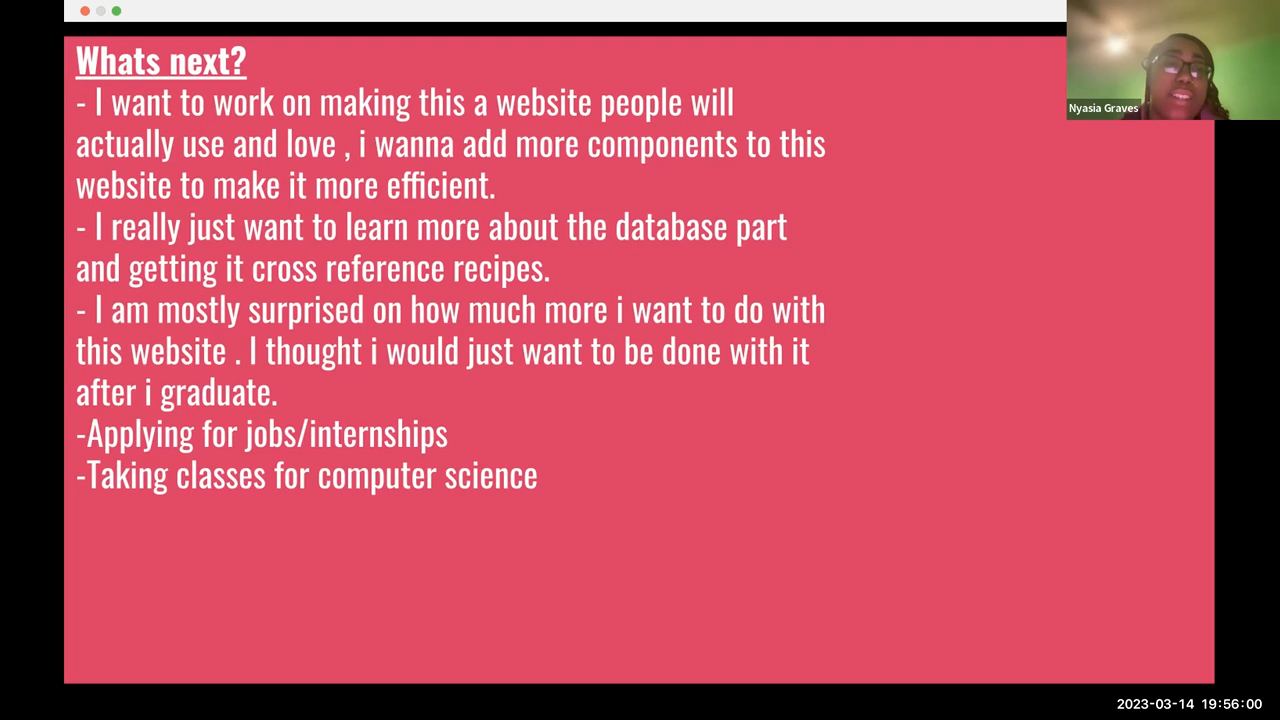 Whats next?
- I want to work on making this a website people will
actually use and love , i wanna add more components to this
website to make it more efficient.
- I really just want to learn more about the database part
and getting it cross reference recipes.
- I am mostly surprised on how much more i want to do with
this website . I thought i would just want to be done with it
after i graduate.
-Applying for jobs/internships
-Taking classes for computer science
Nyasia Graves
2023-03-14 19:56:00